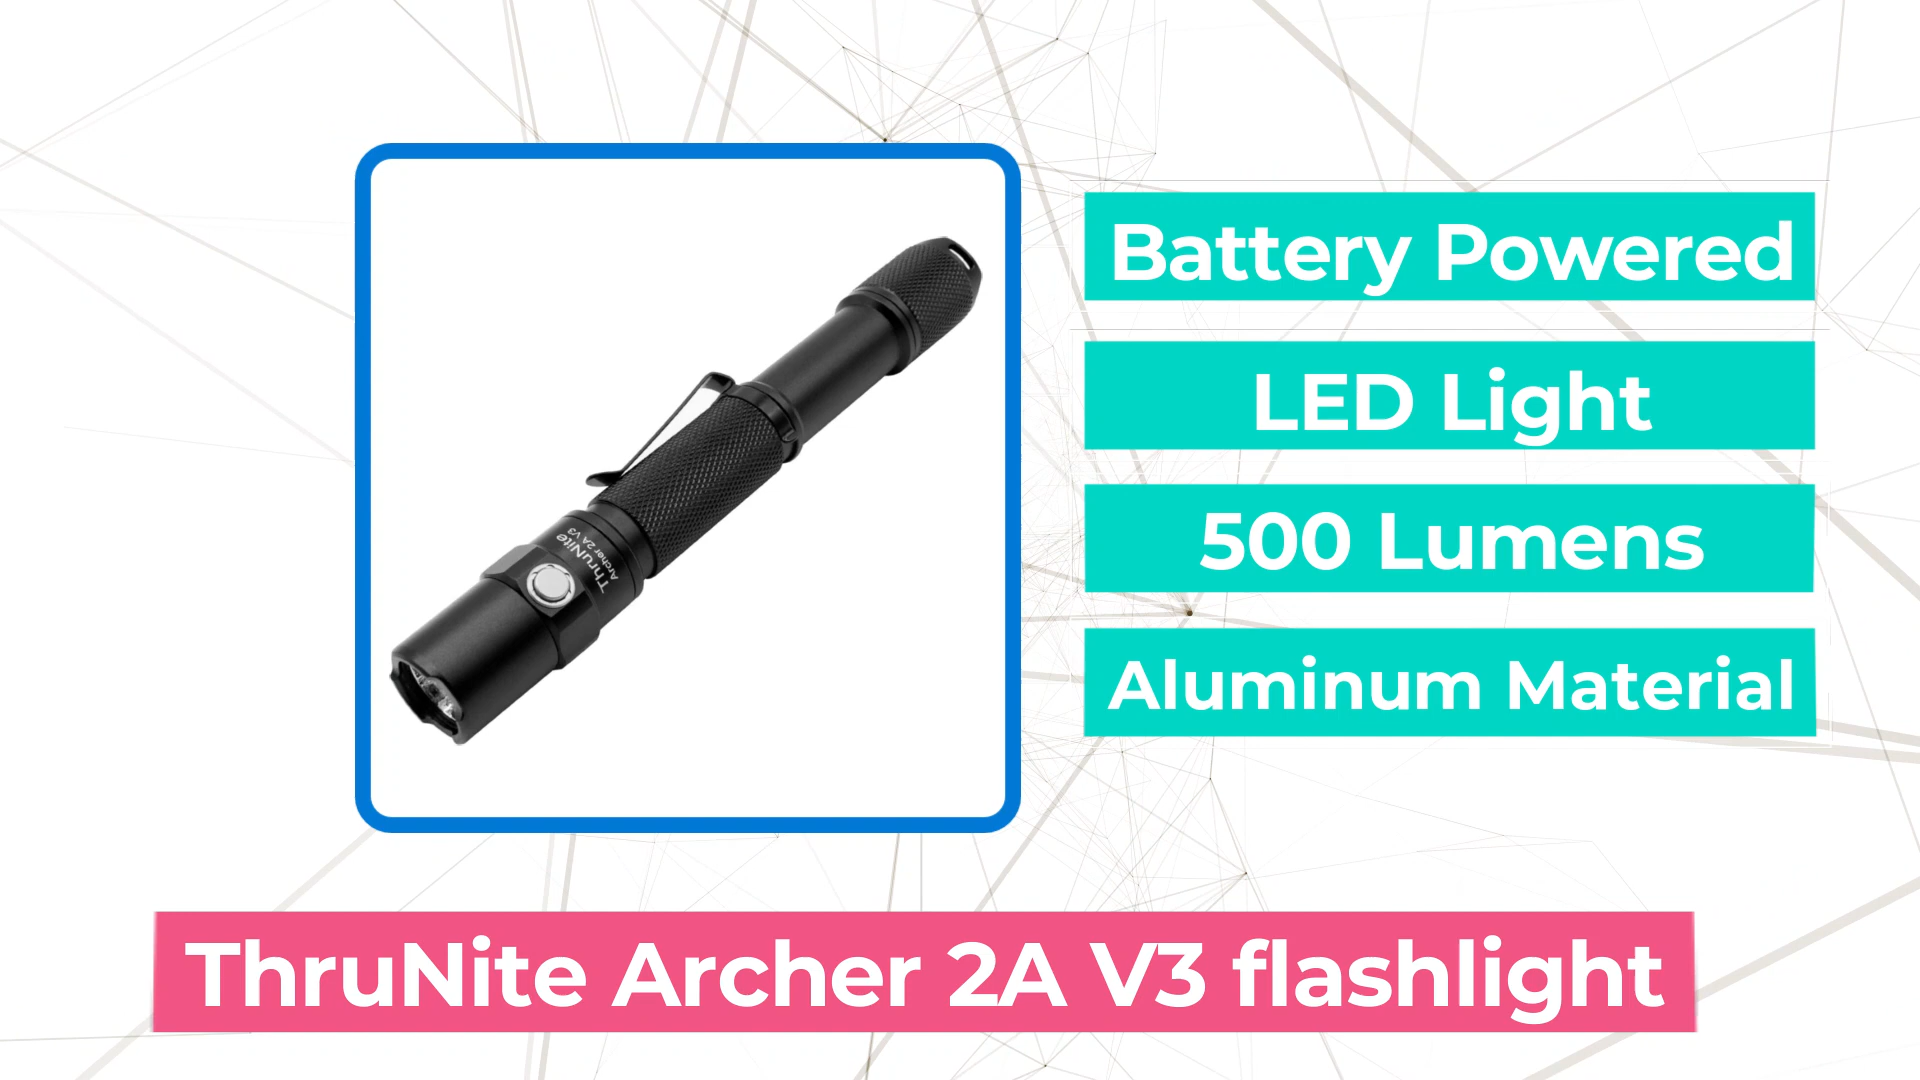 Battery Powered
LED Light
500 Lumens
Aluminum Material
ThruNite
Archer 2A V3
ThruNite Archer 2A V3 flashlight